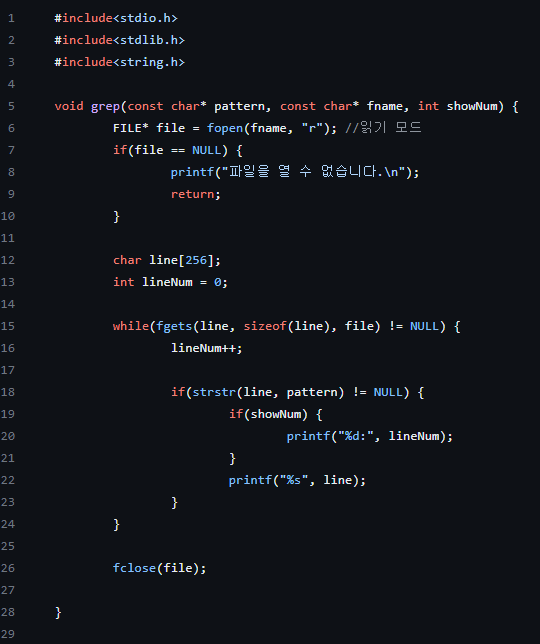 1 #include<stdio.h>
2 #include<stdlib.h>
3 #include<string.h>
4
5 void grep(const char* pattern, const char* fname, int showNum) {
6 FILE* file = fopen(fname, "r"); //읽기 모드
7 if(file == NULL) {
8 printf("파일을 열 수 없습니다.\n");
9 return;
10 }
11
12 char line[256];
13 int lineNum = 0;
14
15 while(fgets(line, sizeof(line), file) != NULL) {
16 lineNum++;
17
18 if(strstr(line, pattern) != NULL) {
19 if(showNum) {
20 printf("%d:", lineNum);
21 }
22 printf("%s", line);
23 }
24 }
25
26 fclose(file);
27
28 }
29